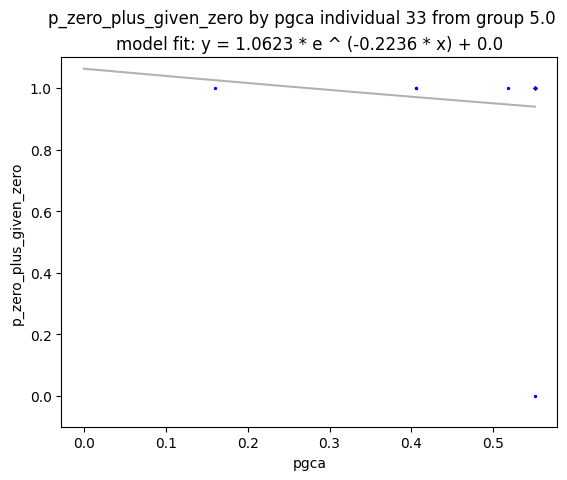 p_zero_plus_given_zero by pgca individual 33 from group 5.0
model fit: y = 1.0623 * e ^ (-0.2236 * x) + 0.0
1.0
0.8
0.6
0.4
0.2
0.0
p_zero_plus_given_zero
0.0 0.1 0.2 0.3 0.4 0.5
pgca